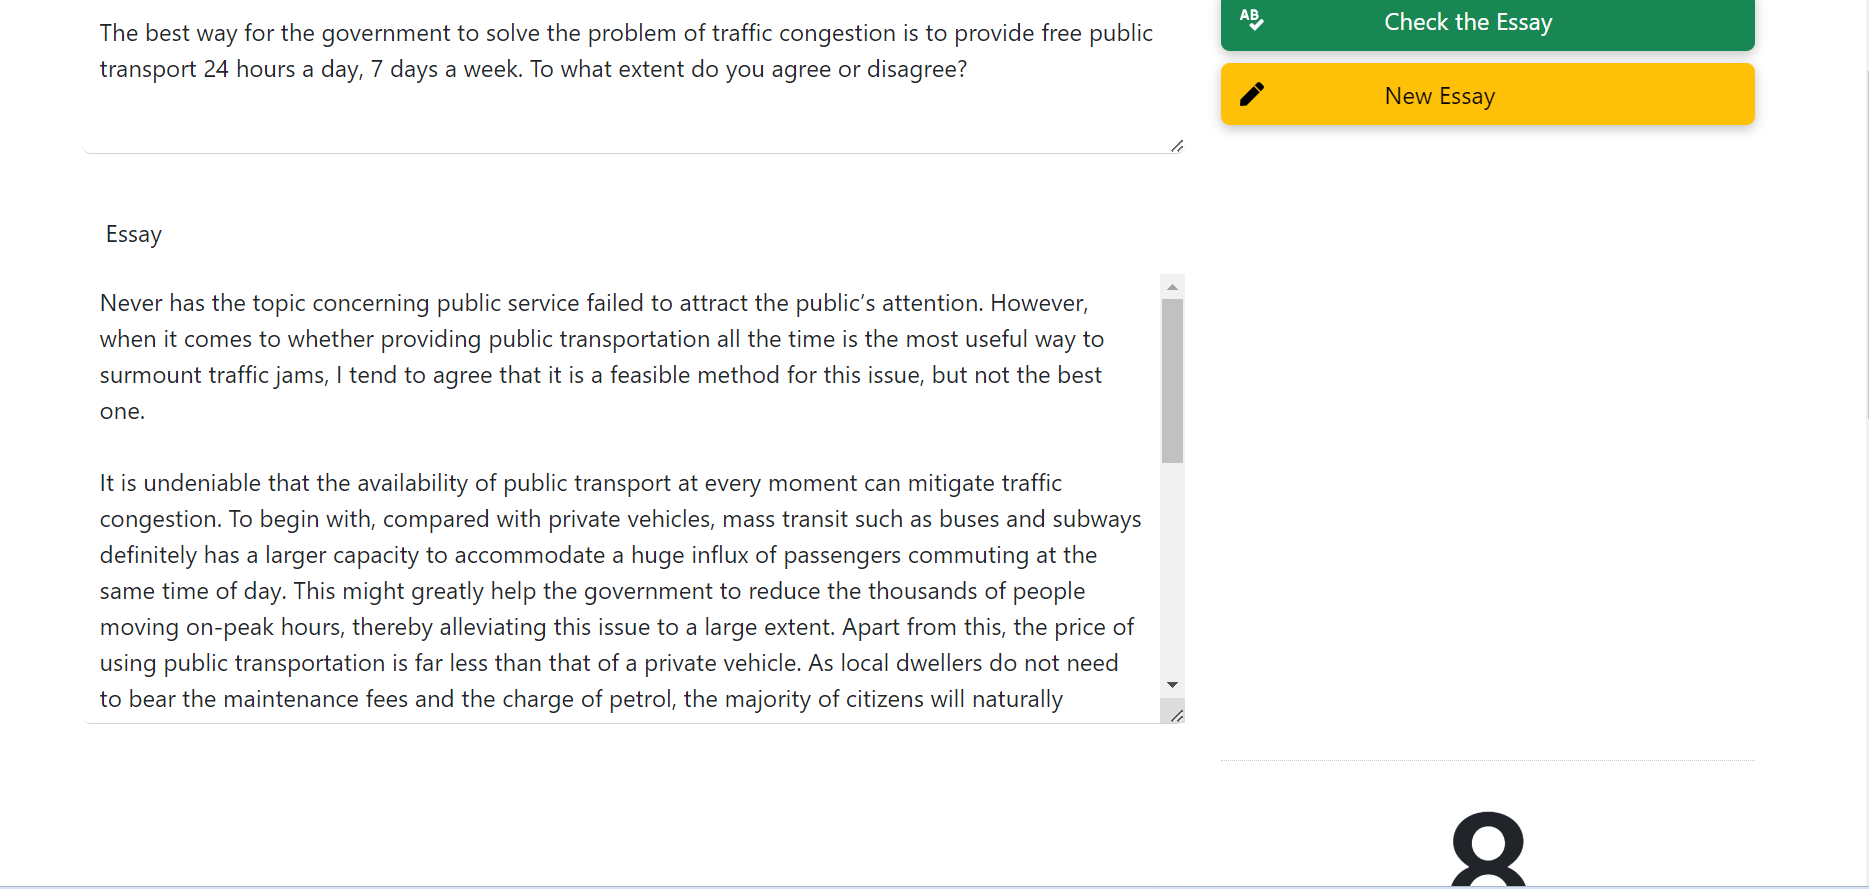 The best way for the government to solve the problem of traffic congestion is to provide free public
transport 24 hours a day, 7 days a week. To what extent do you agree or disagree?
AB
Check the Essay
New Essay
Essay
Never has the topic concerning public service failed to attract the public’s attention. However,
when it comes to whether providing public transportation all the time is the most useful way to
surmount traffic jams, I tend to agree that it is a feasible method for this issue, but not the best
one.
It is undeniable that the availability of public transport at every moment can mitigate traffic
congestion. To begin with, compared with private vehicles, mass transit such as buses and subways
definitely has a larger capacity to accommodate a huge influx of passengers commuting at the
same time of day. This might greatly help the government to reduce the thousands of people
moving on-peak hours, thereby alleviating this issue to a large extent. Apart from this, the price of
using public transportation is far less than that of a private vehicle. As local dwellers do not need
to bear the maintenance fees and the charge of petrol, the majority of citizens will naturally
8